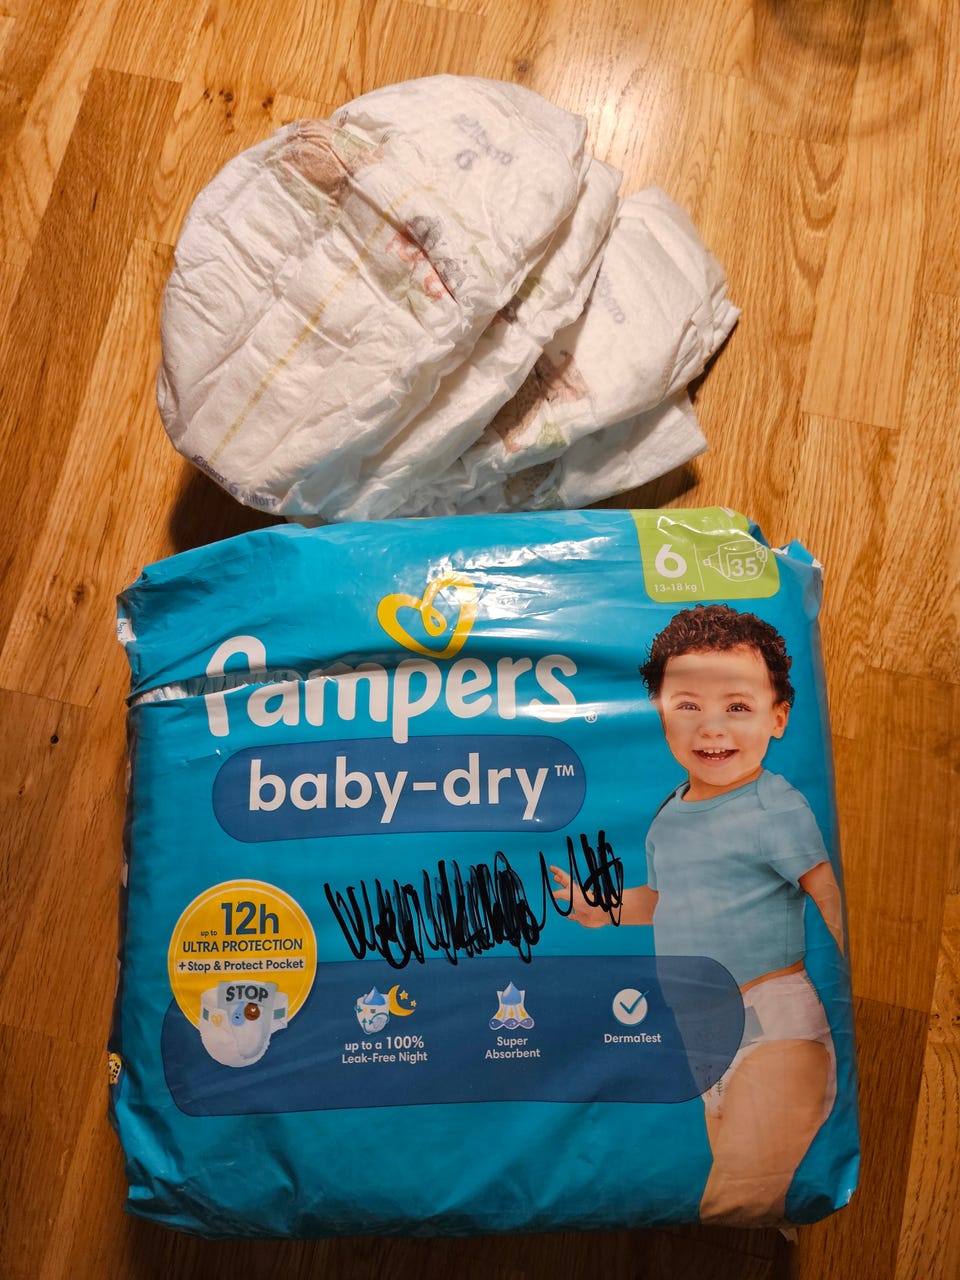 6
35
13-18 kg
Pampers®
baby-dry™
up to 12h
ULTRA PROTECTION
+Stop & Protect Pocket
STOP
up to a 100%
Leak-Free Night
Super
Absorbent
DermaTest